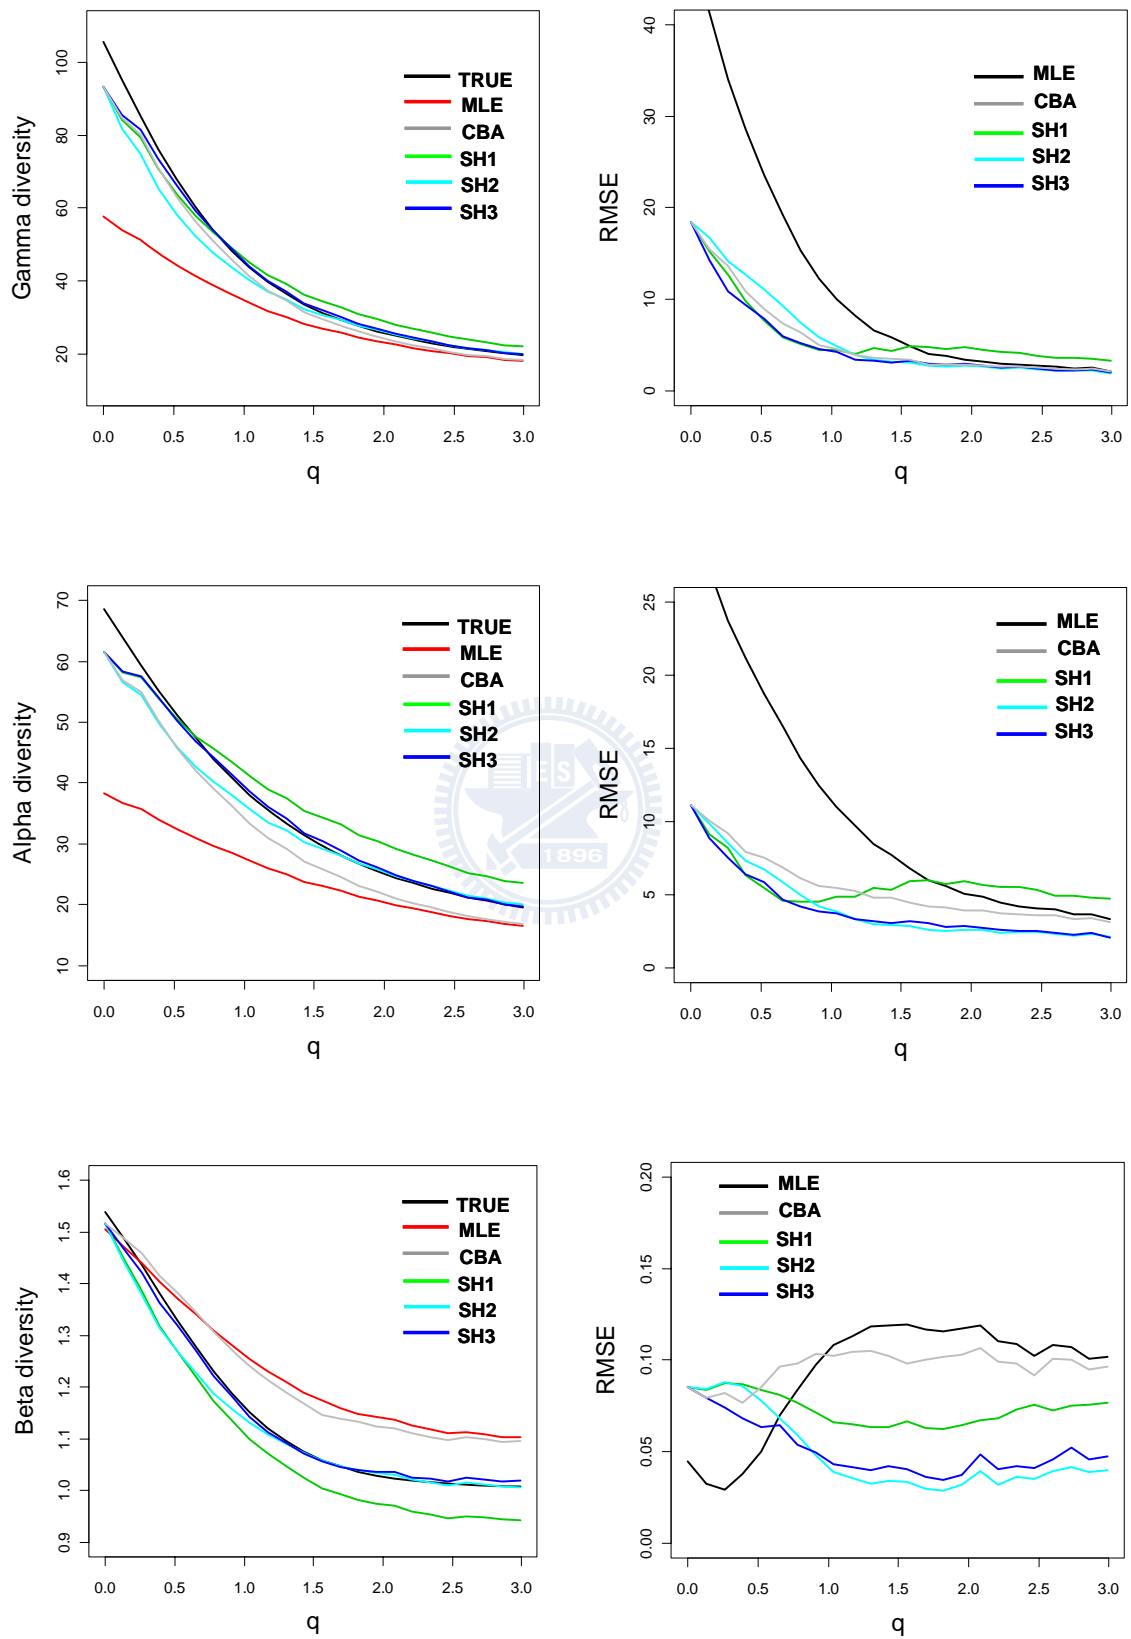 Gamma diversity
100
80
60
40
20
0.0 0.5 1.0 1.5 2.0 2.5 3.0
q
TRUE
MLE
CBA
SH1
SH2
SH3
RMSE
40
30
20
10
0
0.0 0.5 1.0 1.5 2.0 2.5 3.0
q
MLE
CBA
SH1
SH2
SH3
Alpha diversity
70
60
50
40
30
20
10
0.0 0.5 1.0 1.5 2.0 2.5 3.0
q
TRUE
MLE
CBA
SH1
SH2
SH3
ES
1896
RMSE
25
20
15
10
5
0
0.0 0.5 1.0 1.5 2.0 2.5 3.0
q
MLE
CBA
SH1
SH2
SH3
Beta diversity
1.6
1.5
1.4
1.3
1.2
1.1
1.0
0.9
0.0 0.5 1.0 1.5 2.0 2.5 3.0
q
TRUE
MLE
CBA
SH1
SH2
SH3
RMSE
0.20
0.15
0.10
0.05
0.00
0.0 0.5 1.0 1.5 2.0 2.5 3.0
q
MLE
CBA
SH1
SH2
SH3